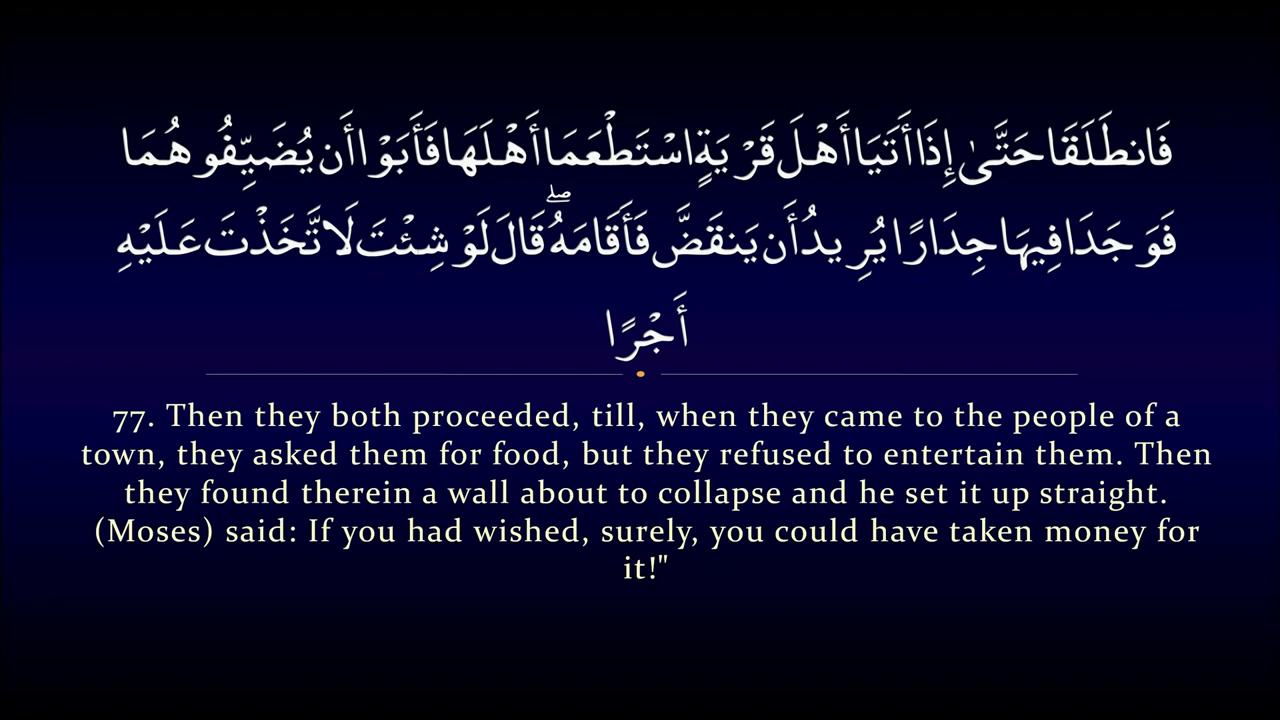 فَانطَلَقَا حَتَّىٰ إِذَا أَتَيَا أَهْلَ قَرْيَةٍ اسْتَطْعَمَا أَهْلَهَا فَأَبَوْا أَن يُضَيِّفُوهُمَا
فَوَجَدَا فِيهَا جِدَارًا يُرِيدُ أَن يَنقَضَّ فَأَقَامَهُ ۖ قَالَ لَوْ شِئْتَ لَاتَّخَذْتَ عَلَيْهِ
أَجْرًا
77. Then they both proceeded, till, when they came to the people of a
town, they asked them for food, but they refused to entertain them. Then
they found therein a wall about to collapse and he set it up straight.
(Moses) said: If you had wished, surely, you could have taken money for
it!"